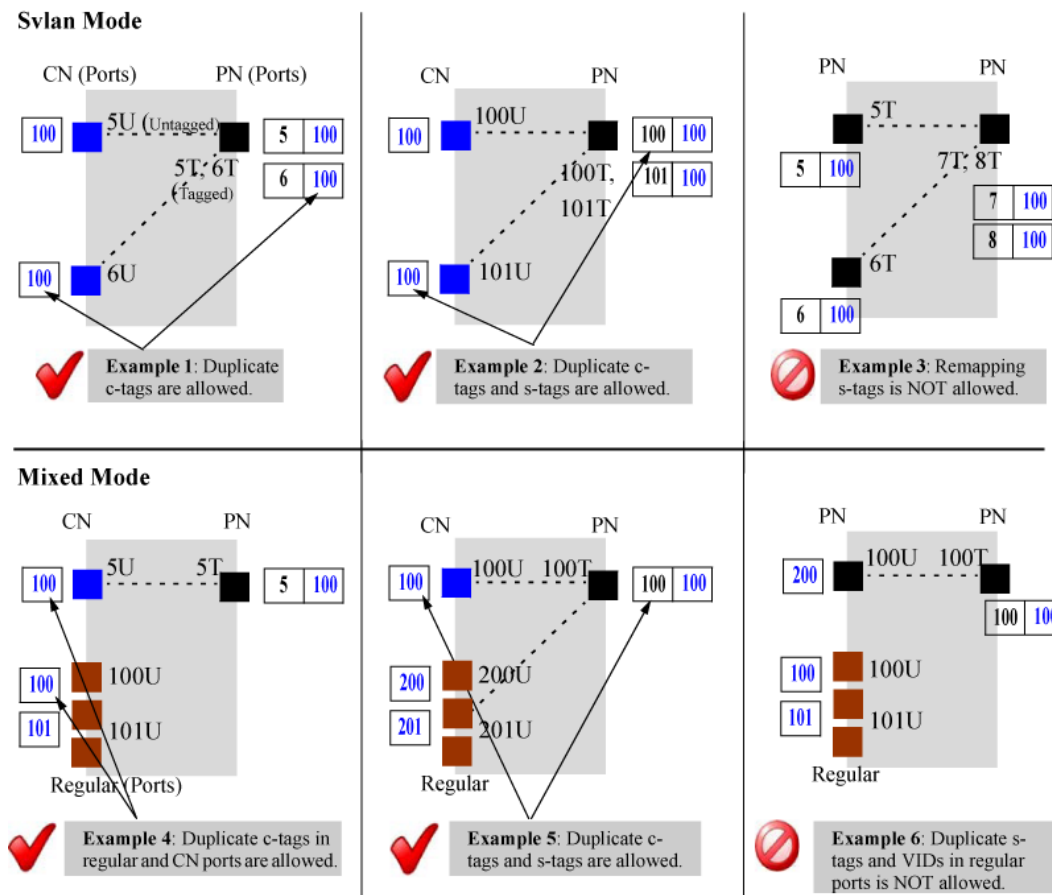 Svlan Mode
CN (Ports)
PN (Ports)
100
5U (Untagged)
5 100
5T, 6T
(Tagged)
6 100
100
6U
Example 1: Duplicate
c-tags are allowed.
CN
PN
100
100U
100 100
100T,
101T
101 100
100
101U
Example 2: Duplicate c-
tags and s-tags are allowed.
PN
PN
5T
5 100
7T, 8T
7 100
8 100
6T
6 100
Example 3: Remapping
s-tags is NOT allowed.
Mixed Mode
CN
PN
100
5U
5T
5 100
100
100U
101
101U
Regular (Ports)
Example 4: Duplicate c-tags in
regular and CN ports are allowed.
CN
PN
100
100U
100T
100 100
200
200U
201
201U
Regular
Example 5: Duplicate c-
tags and s-tags are allowed.
PN
PN
200
100U
100T
100 100
100
100U
101
101U
Regular
Example 6: Duplicate s-
tags and VIDs in regular
ports is NOT allowed.